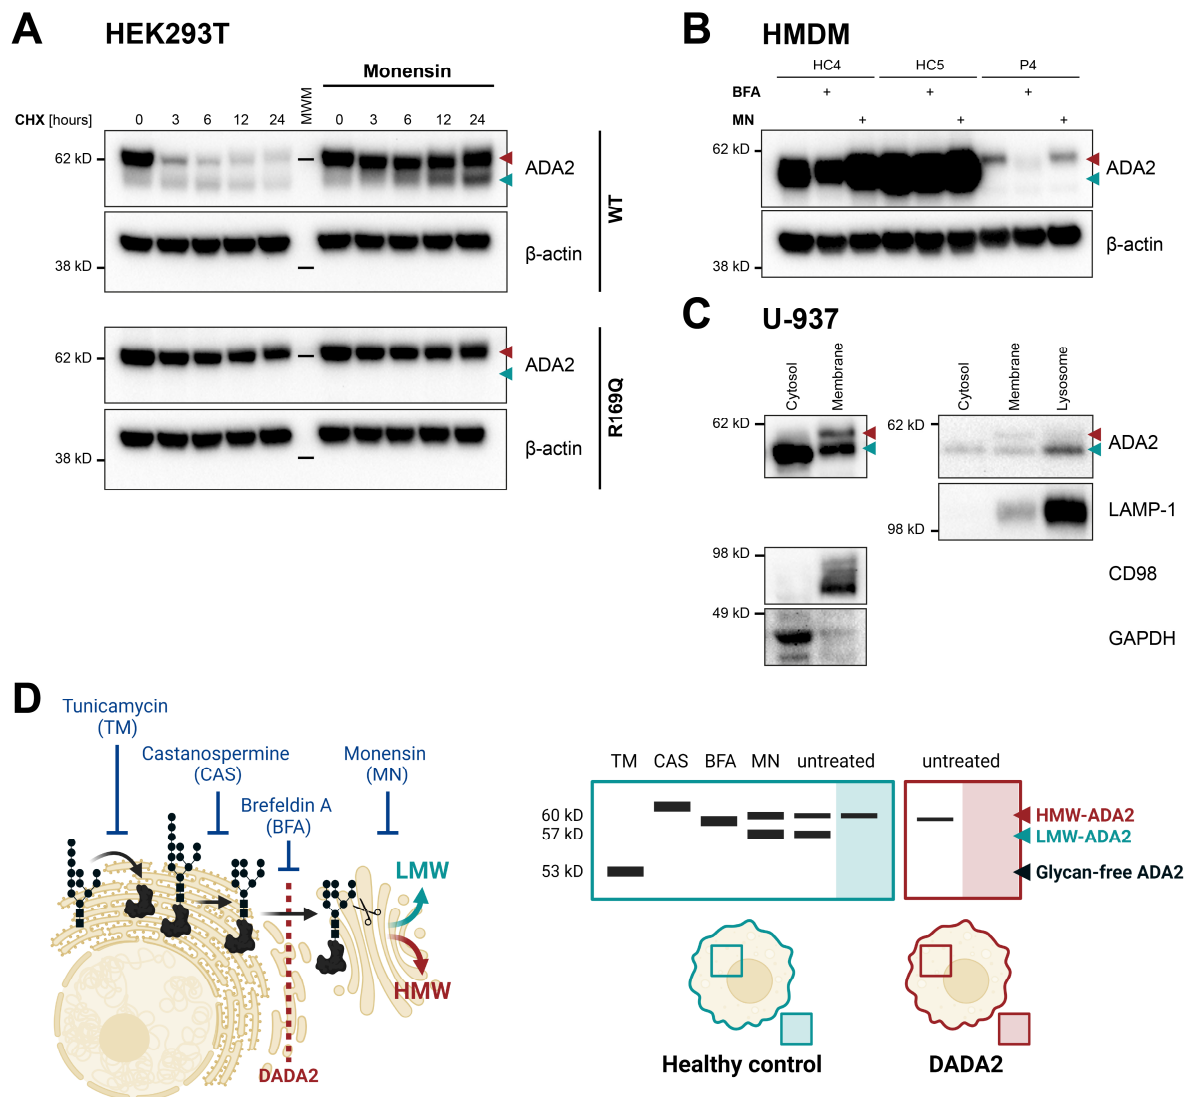 A
HEK293T
Monensin
MWM
CHX [hours]
0 3 6 12 24 0 3 6 12 24
62 kD
ADA2
β-actin
38 kD
WT
62 kD
ADA2
β-actin
38 kD
R169Q
B
HMDM
HC4 HC5 P4
BFA + + +
MN + + +
62 kD
ADA2
β-actin
38 kD
C
U-937
Cytosol Membrane Cytosol Membrane Lysosome
62 kD 62 kD
ADA2
LAMP-1
98 kD
98 kD
CD98
49 kD
GAPDH
D
Tunicamycin
(TM)
Castanospermine
(CAS)
Monensin
(MN)
Brefeldin A
(BFA)
LMW
HMW
DADA2
TM CAS BFA MN untreated untreated
60 kD
57 kD
53 kD
HMW-ADA2
LMW-ADA2
Glycan-free ADA2
Healthy control
DADA2